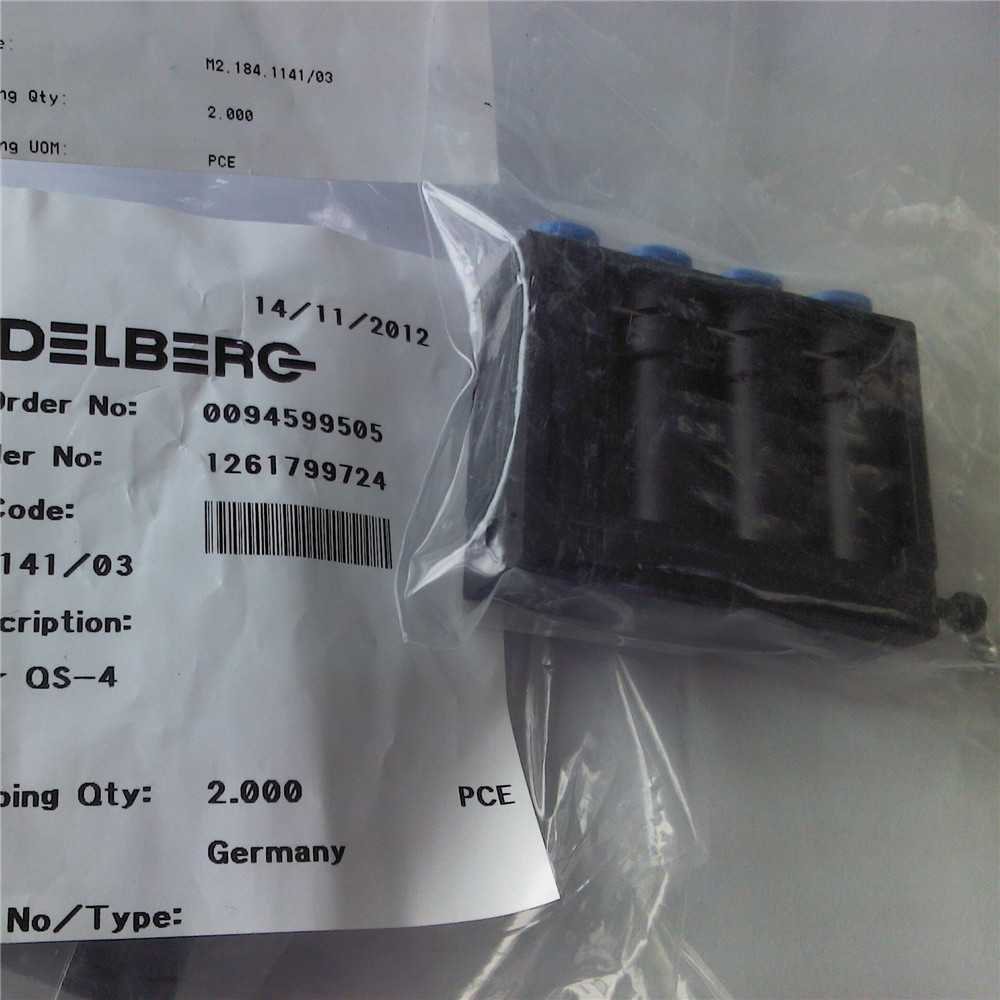 e:
M2.184.1141/03
ng Qty:
2.000
ng UOM:
PCE
14/11/2012
DELBERG
Order No: 0094599505
er No: 1261799724
Code:
141/03
cription:
r QS-4
ping Qty: 2.000 PCE
Germany
No/Type: